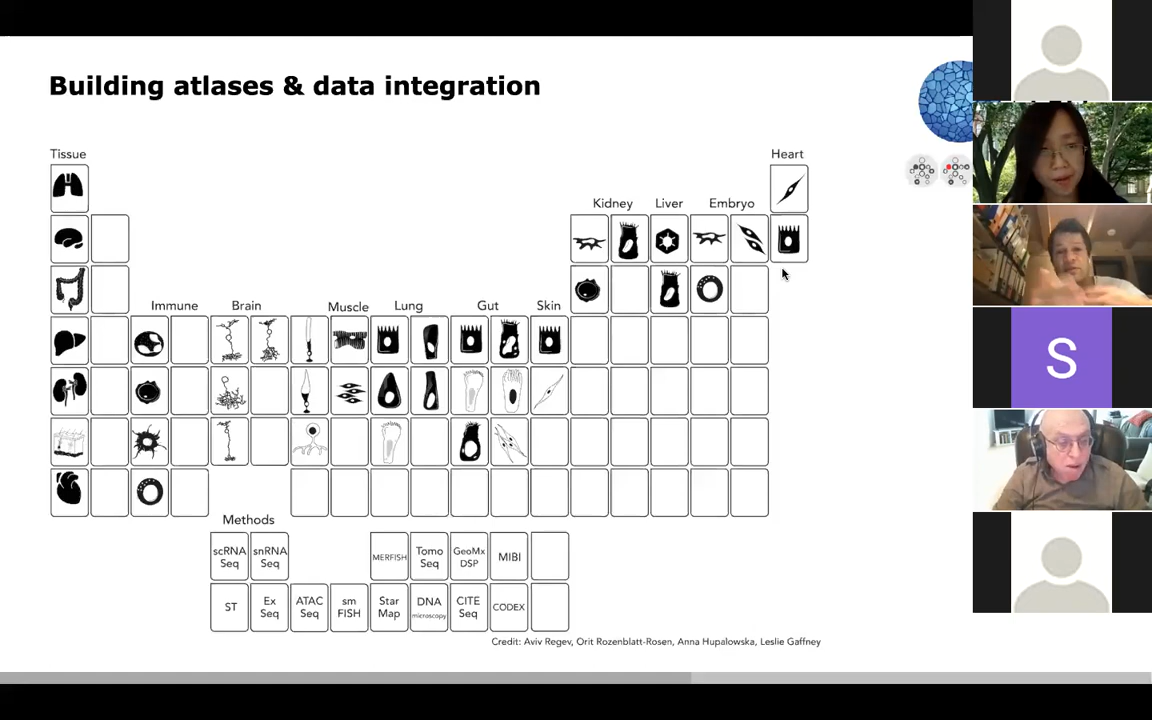 Building atlases & data integration
Tissue
Heart
Kidney
Liver
Embryo
Immune
Brain
Muscle
Lung
Gut
Skin
Methods
scRNA
Seq
snRNA
Seq
MERFISH
Tomo
Seq
GeoMx
DSP
MIBI
ST
Ex
Seq
ATAC
Seq
sm
FISH
Star
Map
DNA
microscopy
CITE
Seq
CODEX
Credit: Aviv Regev, Orit Rozenblatt-Rosen, Anna Hupalowska, Leslie Gaffney
S